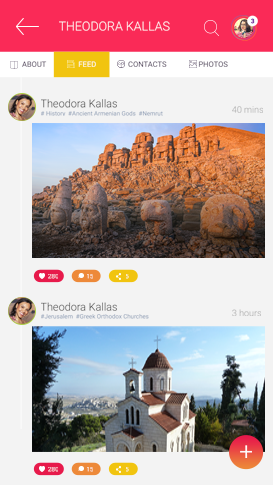 THEODORA KALLAS
3
ABOUT FEED CONTACTS PHOTOS
Theodora Kallas
40 mins
# History #Ancient Armenian Gods #Nemrut
280 15 5
Theodora Kallas
3 hours
#Jerusalem #Greek Orthodox Churches
280 15 5